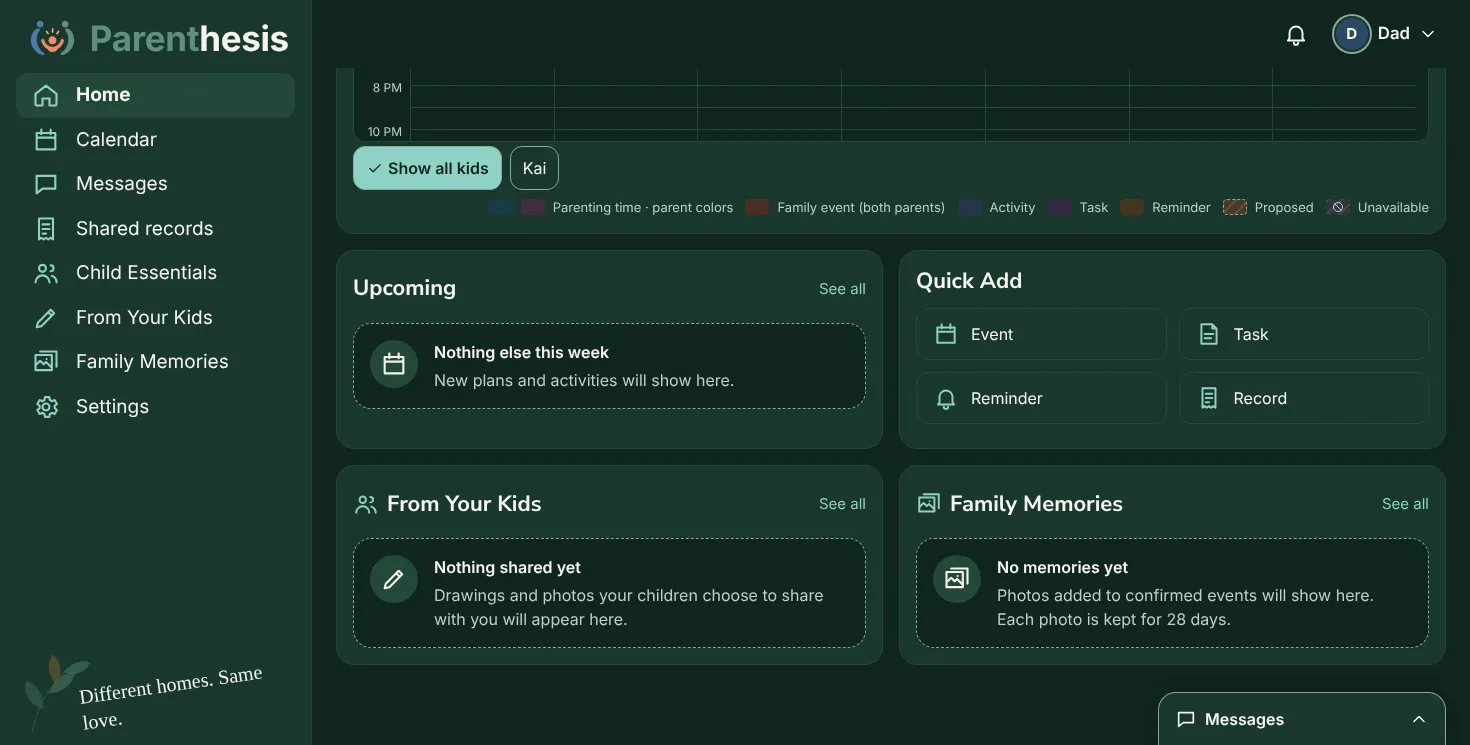 Parenthesis
D
Dad
Home
Calendar
Messages
Shared records
Child Essentials
From Your Kids
Family Memories
Settings
Different homes. Same
love.
8 PM
10 PM
Show all kids
Kai
Parenting time · parent colors
Family event (both parents)
Activity
Task
Reminder
Proposed
Unavailable
Upcoming
See all
Nothing else this week
New plans and activities will show here.
Quick Add
Event
Task
Reminder
Record
From Your Kids
See all
Nothing shared yet
Drawings and photos your children choose to share
with you will appear here.
Family Memories
See all
No memories yet
Photos added to confirmed events will show here.
Each photo is kept for 28 days.
Messages